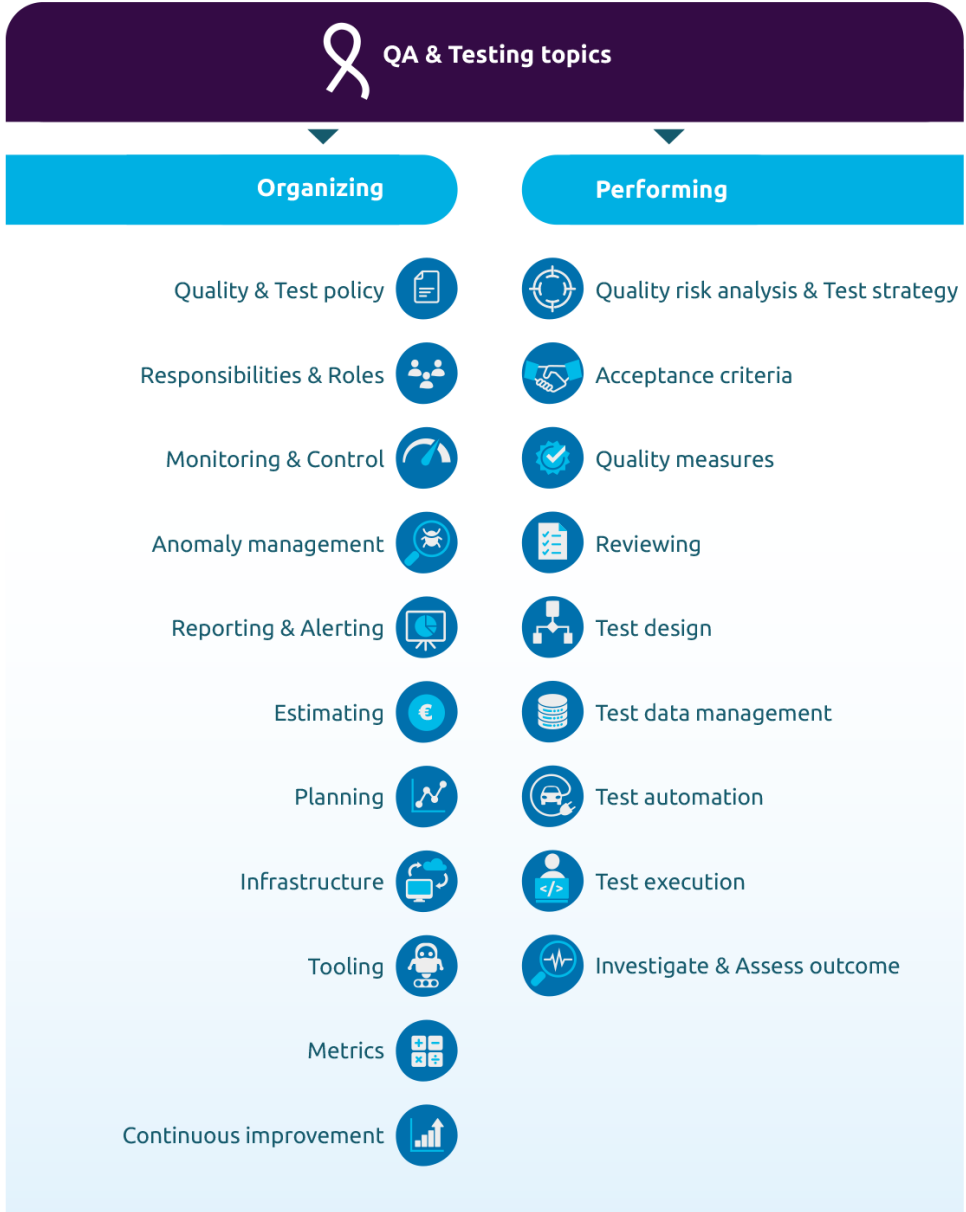 QA & Testing topics
Organizing
Quality & Test policy
Responsibilities & Roles
Monitoring & Control
Anomaly management
Reporting & Alerting
Estimating
€
Planning
Infrastructure
Tooling
Metrics
Continuous improvement
Performing
Quality risk analysis & Test strategy
Acceptance criteria
Quality measures
Reviewing
Test design
Test data management
Test automation
Test execution
</>
Investigate & Assess outcome